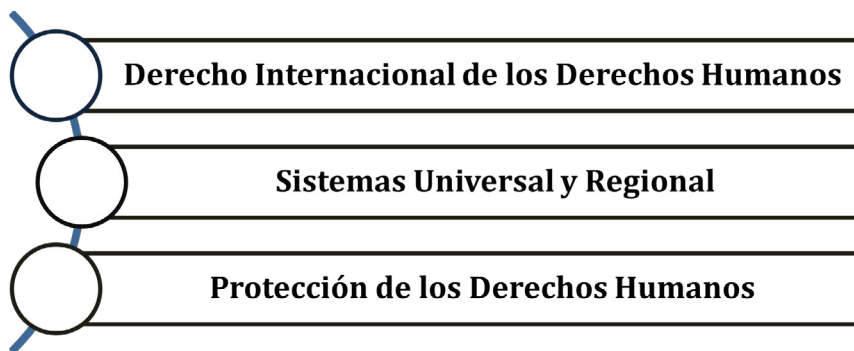 Derecho Internacional de los Derechos Humanos
Sistemas Universal y Regional
Protección de los Derechos Humanos